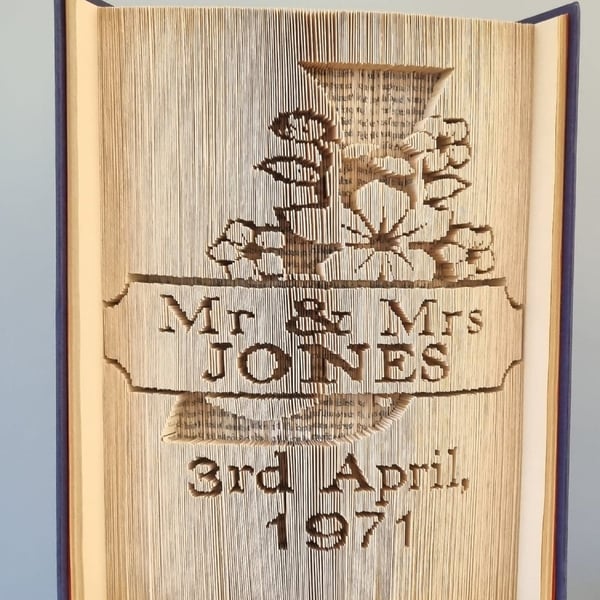 Mr & Mrs
JONES
3rd April,
1971